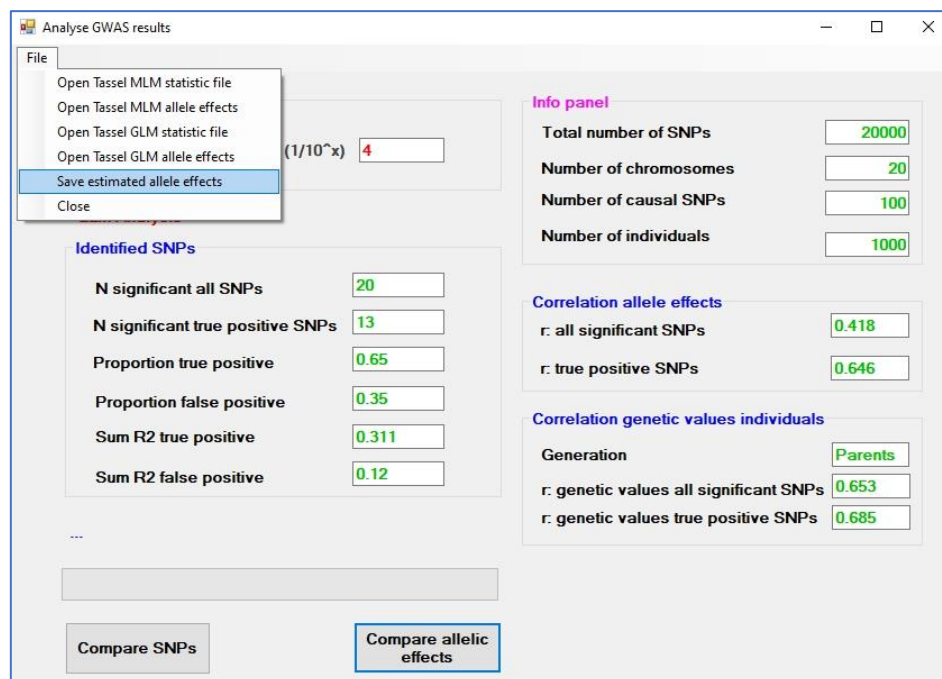 Analyse GWAS results
File
Open Tassel MLM statistic file
Open Tassel MLM allele effects
Open Tassel GLM statistic file
Open Tassel GLM allele effects
Save estimated allele effects
Close
(1/10^x) 4
Identified SNPs
N significant all SNPs 20
N significant true positive SNPs 13
Proportion true positive 0.65
Proportion false positive 0.35
Sum R2 true positive 0.311
Sum R2 false positive 0.12
---
Compare SNPs
Compare allelic
effects
Info panel
Total number of SNPs 20000
Number of chromosomes 20
Number of causal SNPs 100
Number of individuals 1000
Correlation allele effects
r: all significant SNPs 0.418
r: true positive SNPs 0.646
Correlation genetic values individuals
Generation Parents
r: genetic values all significant SNPs 0.653
r: genetic values true positive SNPs 0.685